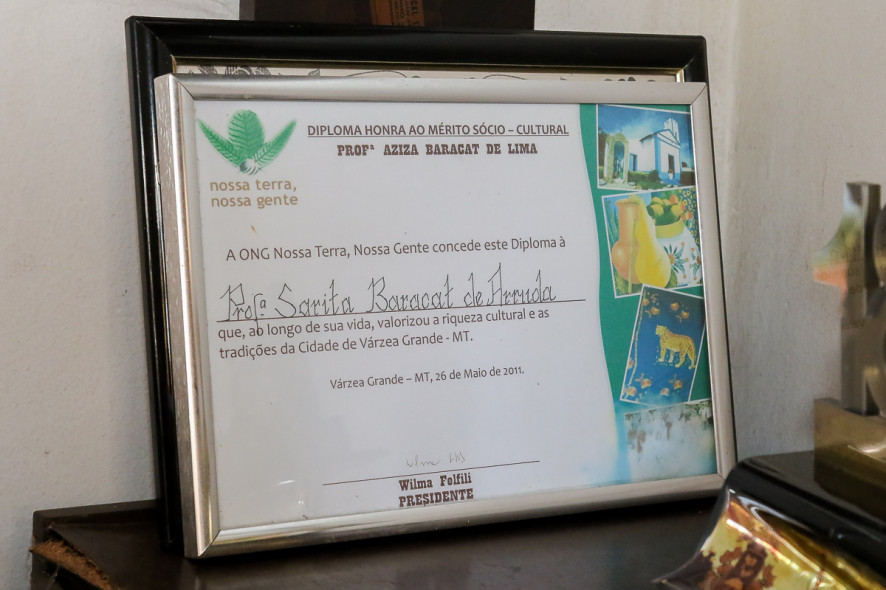 DIPLOMA HONRA AO MÉRITO SÓCIO – CULTURAL
PROFª AZIZA BARACAT DE LIMA
nossa terra,
nossa gente
A ONG Nossa Terra, Nossa Gente concede este Diploma à
Profª Sarita Baracat de Arruda
que, ao longo de sua vida, valorizou a riqueza cultural e as
tradições da Cidade de Várzea Grande - MT.
Várzea Grande – MT, 26 de Maio de 2011.
Wilma Folfili
PRESIDENTE